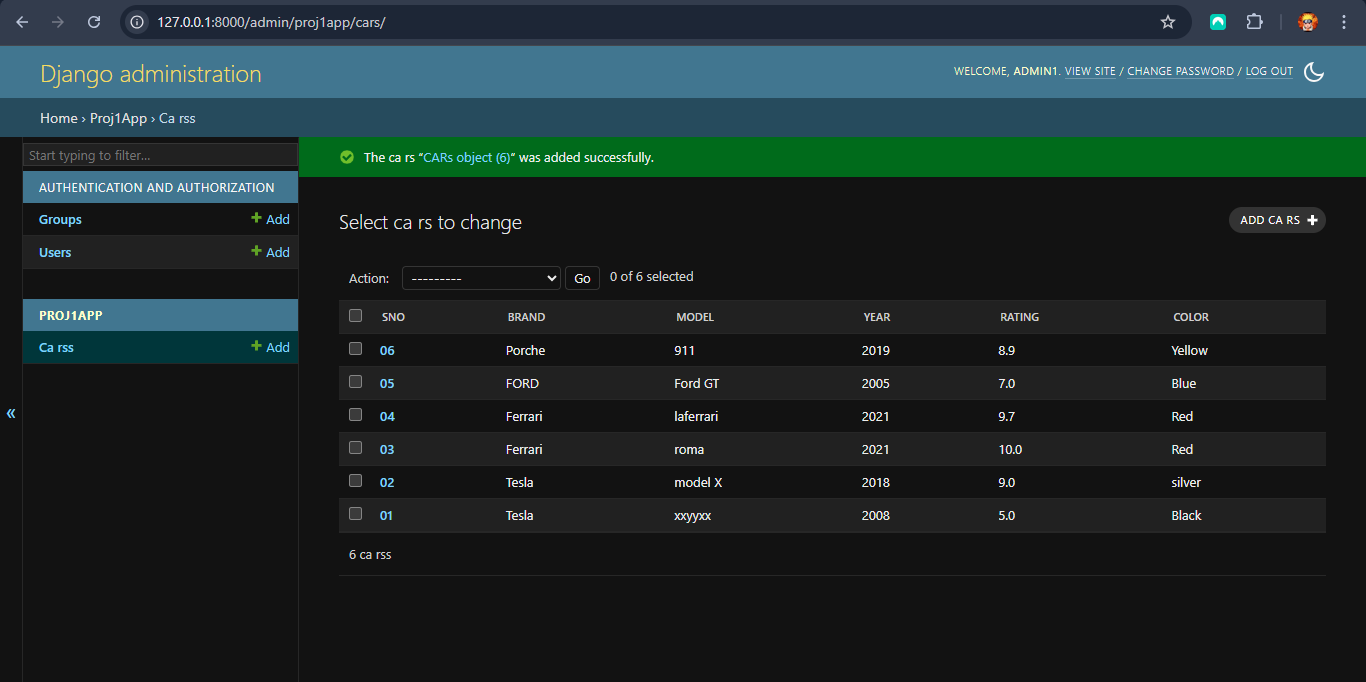 127.0.0.1:8000/admin/proj1app/cars/
Django administration
WELCOME, ADMIN1. VIEW SITE / CHANGE PASSWORD / LOG OUT
Home › Proj1App › Ca rss
Start typing to filter...
The ca rs “CARs object (6)” was added successfully.
AUTHENTICATION AND AUTHORIZATION
Groups + Add
Users + Add
PROJ1APP
Ca rss + Add
«
Select ca rs to change
ADD CA RS +
Action: --------- Go 0 of 6 selected
SNO BRAND MODEL YEAR RATING COLOR
06 Porche 911 2019 8.9 Yellow
05 FORD Ford GT 2005 7.0 Blue
04 Ferrari laferrari 2021 9.7 Red
03 Ferrari roma 2021 10.0 Red
02 Tesla model X 2018 9.0 silver
01 Tesla xxyyxx 2008 5.0 Black
6 ca rss